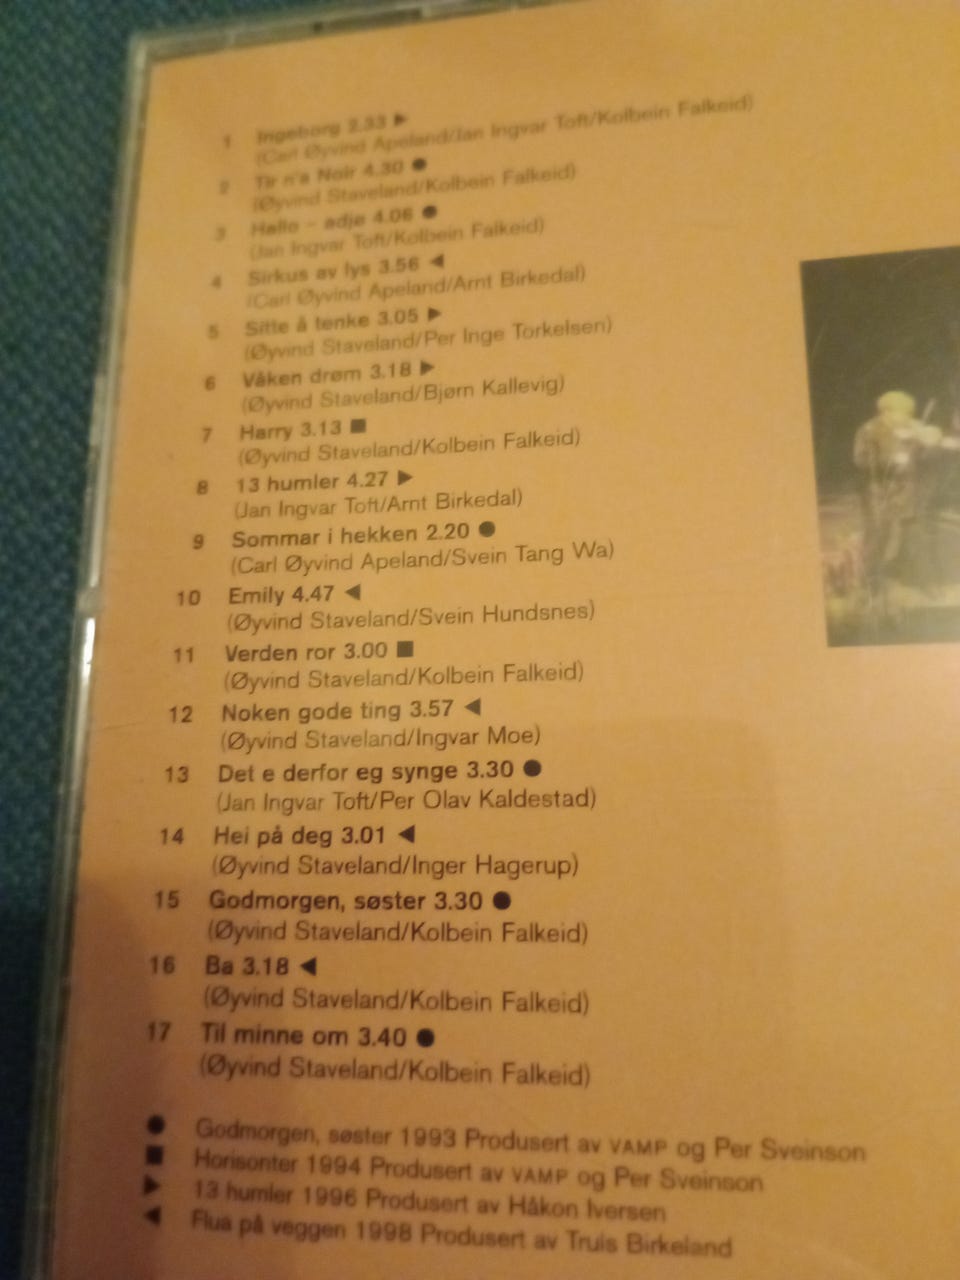 1 Ingeborg 2.33 ▶
(Carl Øyvind Apeland/Jan Ingvar Toft/Kolbein Falkeid)
2 Tir n'a Noir 4.30 ●
(Øyvind Staveland/Kolbein Falkeid)
3 Hallo - adjø 4.06 ●
(Jan Ingvar Toft/Kolbein Falkeid)
4 Sirkus av lys 3.56 ◀
(Carl Øyvind Apeland/Arnt Birkedal)
5 Sitte å tenke 3.05 ▶
(Øyvind Staveland/Per Inge Torkelsen)
6 Våken drøm 3.18 ▶
(Øyvind Staveland/Bjørn Kallevig)
7 Harry 3.13 ■
(Øyvind Staveland/Kolbein Falkeid)
8 13 humler 4.27 ▶
(Jan Ingvar Toft/Arnt Birkedal)
9 Sommar i hekken 2.20 ●
(Carl Øyvind Apeland/Svein Tang Wa)
10 Emily 4.47 ◀
(Øyvind Staveland/Svein Hundsnes)
11 Verden ror 3.00 ■
(Øyvind Staveland/Kolbein Falkeid)
12 Noken gode ting 3.57 ◀
(Øyvind Staveland/Ingvar Moe)
13 Det e derfor eg synge 3.30 ●
(Jan Ingvar Toft/Per Olav Kaldestad)
14 Hei på deg 3.01 ◀
(Øyvind Staveland/Inger Hagerup)
15 Godmorgen, søster 3.30 ●
(Øyvind Staveland/Kolbein Falkeid)
16 Ba 3.18 ◀
(Øyvind Staveland/Kolbein Falkeid)
17 Til minne om 3.40 ●
(Øyvind Staveland/Kolbein Falkeid)
● Godmorgen, søster 1993 Produsert av VAMP og Per Sveinson
■ Horisonter 1994 Produsert av VAMP og Per Sveinson
▶ 13 humler 1996 Produsert av Håkon Iversen
◀ Flua på veggen 1998 Produsert av Truls Birkeland